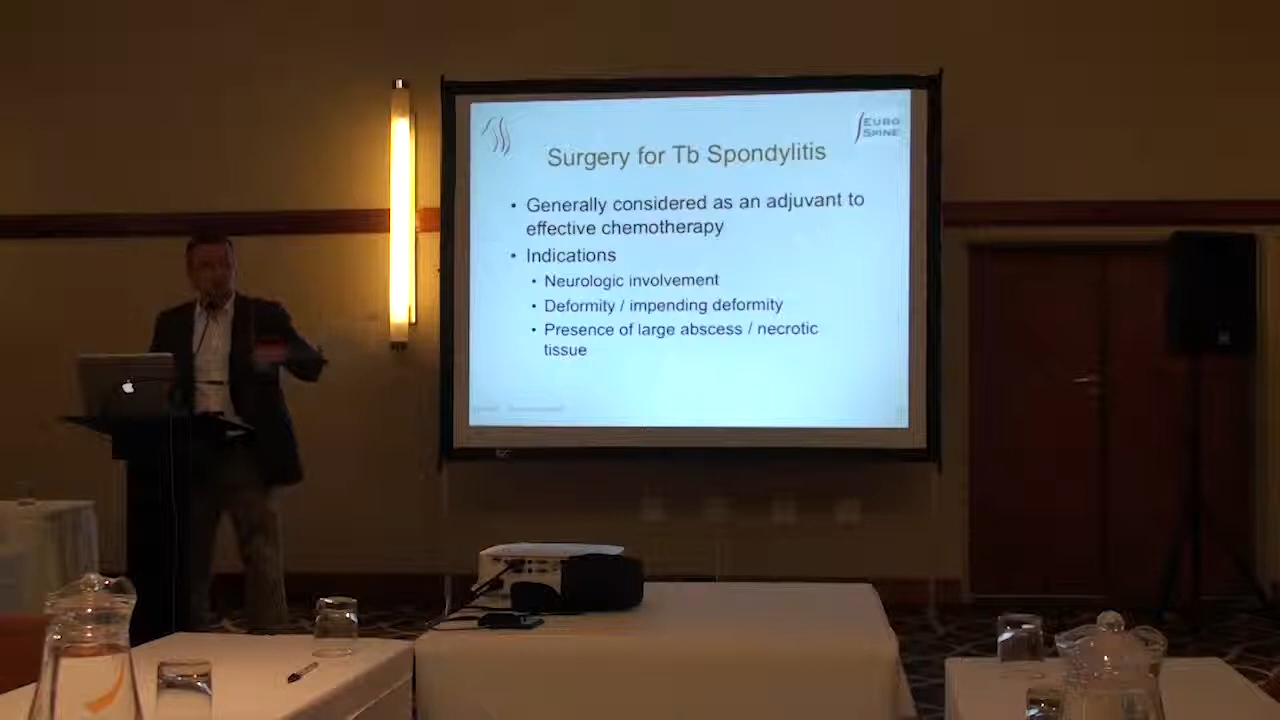 EURO
SPINE
Surgery for Tb Spondylitis
• Generally considered as an adjuvant to
effective chemotherapy
• Indications
• Neurologic involvement
• Deformity / impending deformity
• Presence of large abscess / necrotic
tissue